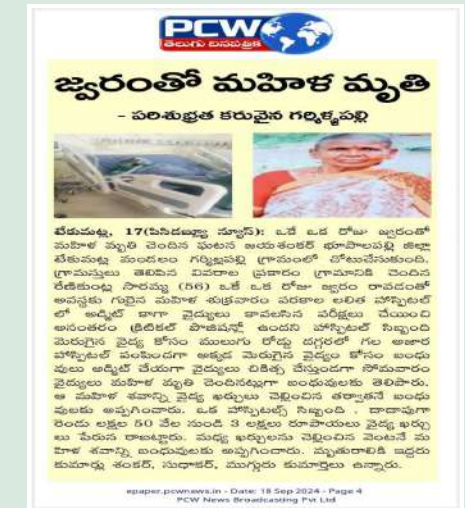 PCW
తెలుగు దినపత్రిక
జ్వరంతో మహిళ మృతి
- పరిశుభ్రత కరువైన గర్మిళ్ళపల్లి
టేకుమట్ల, 17(పిసిడబ్ల్యూ న్యూస్): ఒకే ఒక రోజు జ్వరంతో
మహిళ మృతి చెందిన ఘటన జయశంకర్ భూపాలపల్లి జిల్లా
టేకుమట్ల మండలం గర్మిళ్లపల్లి గ్రామంలో చోటుచేసుకుంది.
గ్రామస్తులు తెలిపిన వివరాల ప్రకారం గ్రామానికి చెందిన
రేణికుంట్ల సారమ్మ (56) ఒకే ఒక రోజు జ్వరం రావడంతో
అవస్థకు గురైన మహిళ శుక్రవారం పరకాల లలిత హాస్పిటల్
లో అడ్మిట్ కాగా వైద్యులు కావలసిన పరీక్షలు చేయించి
అనంతరం క్రిటికల్ పొజిషన్లో ఉందని హాస్పిటల్ సిబ్బంది
మెరుగైన వైద్య కోసం ములుగు రోడ్డు దగ్గరలో గల అజార
హాస్పిటల్ పంపించగా అక్కడ మెరుగైన వైద్యం కోసం బంధు
వులు అడ్మిట్ చేయగా వైద్యులు చికిత్స చేస్తుండగా సోమవారం
వైద్యులు మహిళ మృతి చెందినట్లుగా బంధువులకు తెలిపారు.
ఆ మహిళ శవాన్ని వైద్య ఖర్చులు చెల్లించిన తర్వాతనే బంధు
వులకు అప్పగించారు. ఒక హాస్పిటల్స్ సిబ్బంది . దాదాపుగా
రెండు లక్షల 50 వేల నుండి 3 లక్షలు రూపాయలు వైద్య ఖర్చు
లు పేరున రాబట్టారు. మధ్య ఖర్చులను చెల్లించిన వెంటనే మ
హిళ శవాన్ని బంధువులకు అప్పగించారు. మృతురాలికి ఇద్దరు
కుమార్లు శంకర్, సుధాకర్, ముగ్గురు కుమార్తెలు ఉన్నారు.
epaper.pcwnews.in - Date: 18 Sep 2024 - Page 4
PCW News Broadcasting Pvt Ltd